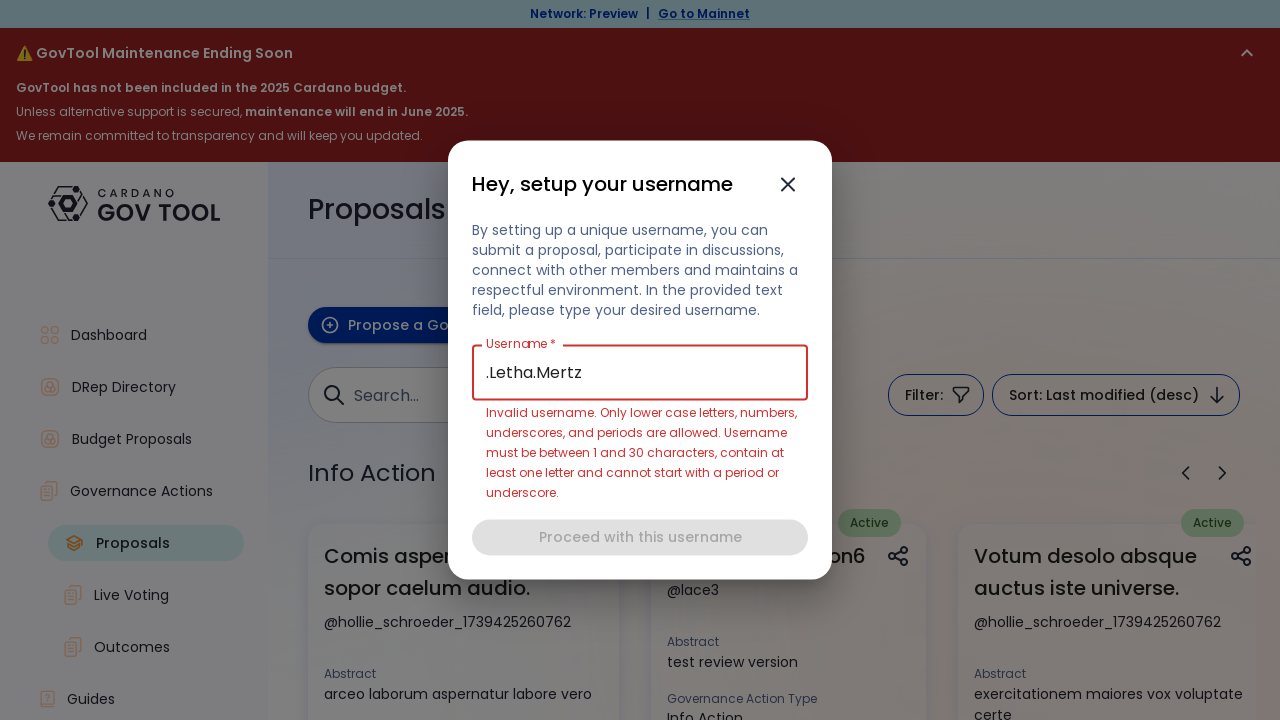 Network: Preview | Go to Mainnet
⚠️ GovTool Maintenance Ending Soon
GovTool has not been included in the 2025 Cardano budget.
Unless alternative support is secured, maintenance will end in June 2025.
We remain committed to transparency and will keep you updated.
CARDANO
GOV TOOL
Dashboard
DRep Directory
Budget Proposals
Governance Actions
Proposals
Live Voting
Outcomes
Guides
Proposals
Propose a Go
Search...
Filter:
Sort: Last modified (desc)
Info Action
Hey, setup your username
By setting up a unique username, you can
submit a proposal, participate in discussions,
connect with other members and maintains a
respectful environment. In the provided text
field, please type your desired username.
Username *
.Letha.Mertz
Invalid username. Only lower case letters, numbers,
underscores, and periods are allowed. Username
must be between 1 and 30 characters, contain at
least one letter and cannot start with a period or
underscore.
Proceed with this username
Comis asper
sopor caelum audio.
@hollie_schroeder_1739425260762
Abstract
arceo laborum aspernatur labore vero
Active
on6
@lace3
Abstract
test review version
Governance Action Type
Info Action
Active
Votum desolo absque
auctus iste universe.
@hollie_schroeder_1739425260762
Abstract
exercitationem maiores vox voluptate
certe